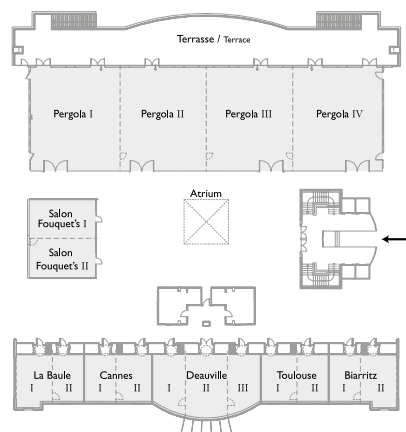 Terrasse / Terrace
Pergola I
Pergola II
Pergola III
Pergola IV
Atrium
Salon
Fouquet's I
Salon
Fouquet's II
La Baule
I II
Cannes
I II
Deauville
I II III
Toulouse
I II
Biarritz
I II